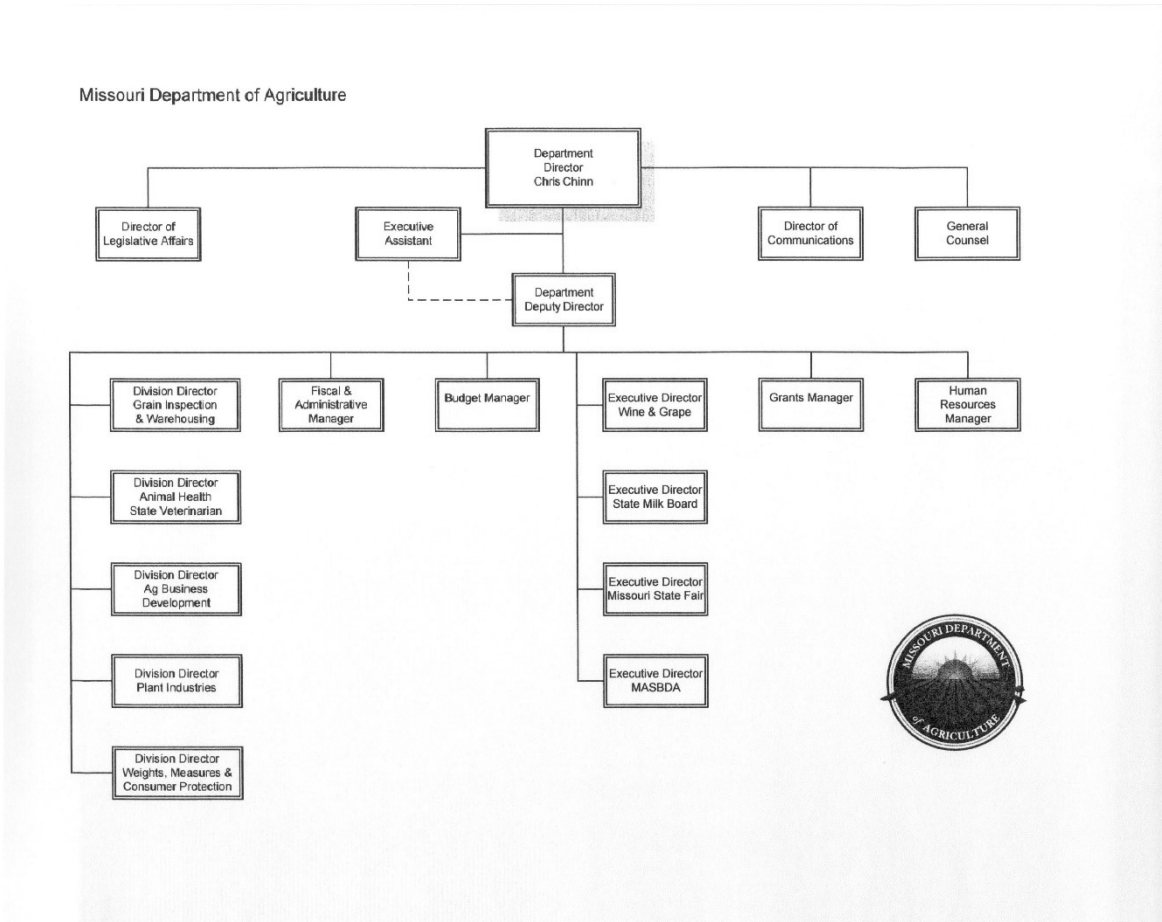 Missouri Department of Agriculture
Department
Director
Chris Chinn
Director of
Legislative Affairs
Executive
Assistant
Director of
Communications
General
Counsel
Department
Deputy Director
Division Director
Grain Inspection
& Warehousing
Fiscal &
Administrative
Manager
Budget Manager
Executive Director
Wine & Grape
Grants Manager
Human
Resources
Manager
Division Director
Animal Health
State Veterinarian
Executive Director
State Milk Board
Division Director
Ag Business
Development
Executive Director
Missouri State Fair
Division Director
Plant Industries
Executive Director
MASBDA
Division Director
Weights, Measures &
Consumer Protection
MISSOURI DEPARTMENT
of AGRICULTURE